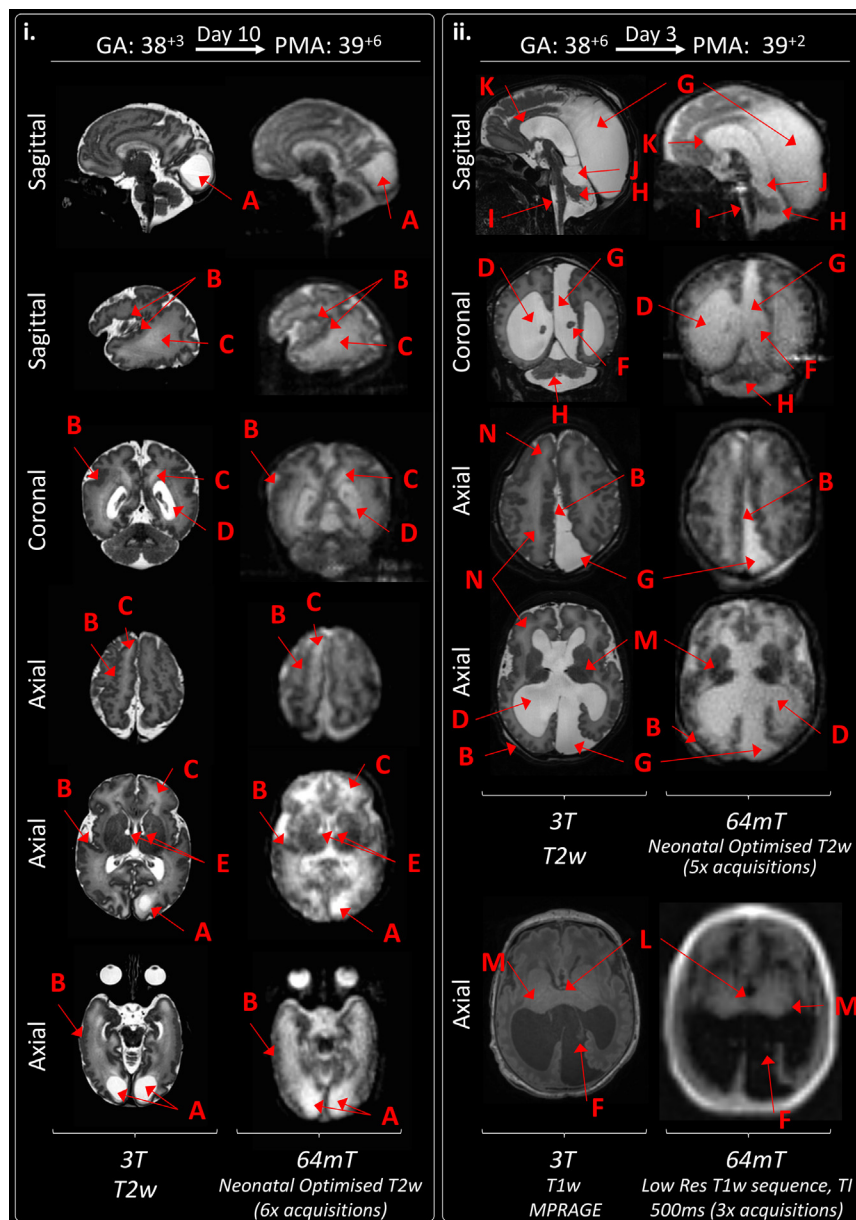 i.
GA: 38+3 Day 10 PMA: 39+6
Sagittal
A
A
Sagittal
B
B
C
C
Coronal
B
B
C
C
D
D
Axial
C
C
B
B
Axial
C
C
B
B
E
E
A
A
Axial
B
B
A
A
3T
T2w
64mT
Neonatal Optimised T2w
(6x acquisitions)
ii.
GA: 38+6 Day 3 PMA: 39+2
Sagittal
K
G
K
J
J
H
I
I
H
Coronal
D
G
G
D
F
F
H
H
Axial
N
B
B
N
G
Axial
M
D
D
B
B
G
3T
T2w
64mT
Neonatal Optimised T2w
(5x acquisitions)
Axial
L
M
M
F
F
3T
T1w
MPRAGE
64mT
Low Res T1w sequence, TI
500ms (3x acquisitions)